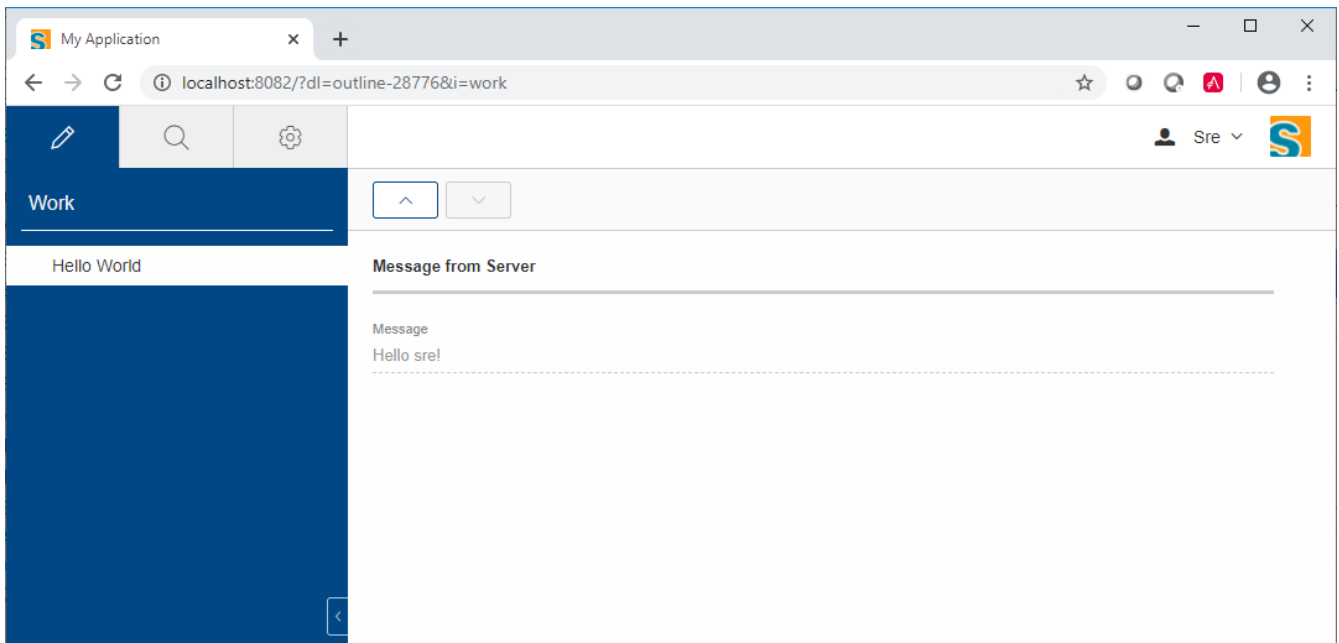 My Application
localhost:8082/?dl=outline-28776&i=work
Sre
Work
Hello World
Message from Server
Message
Hello sre!